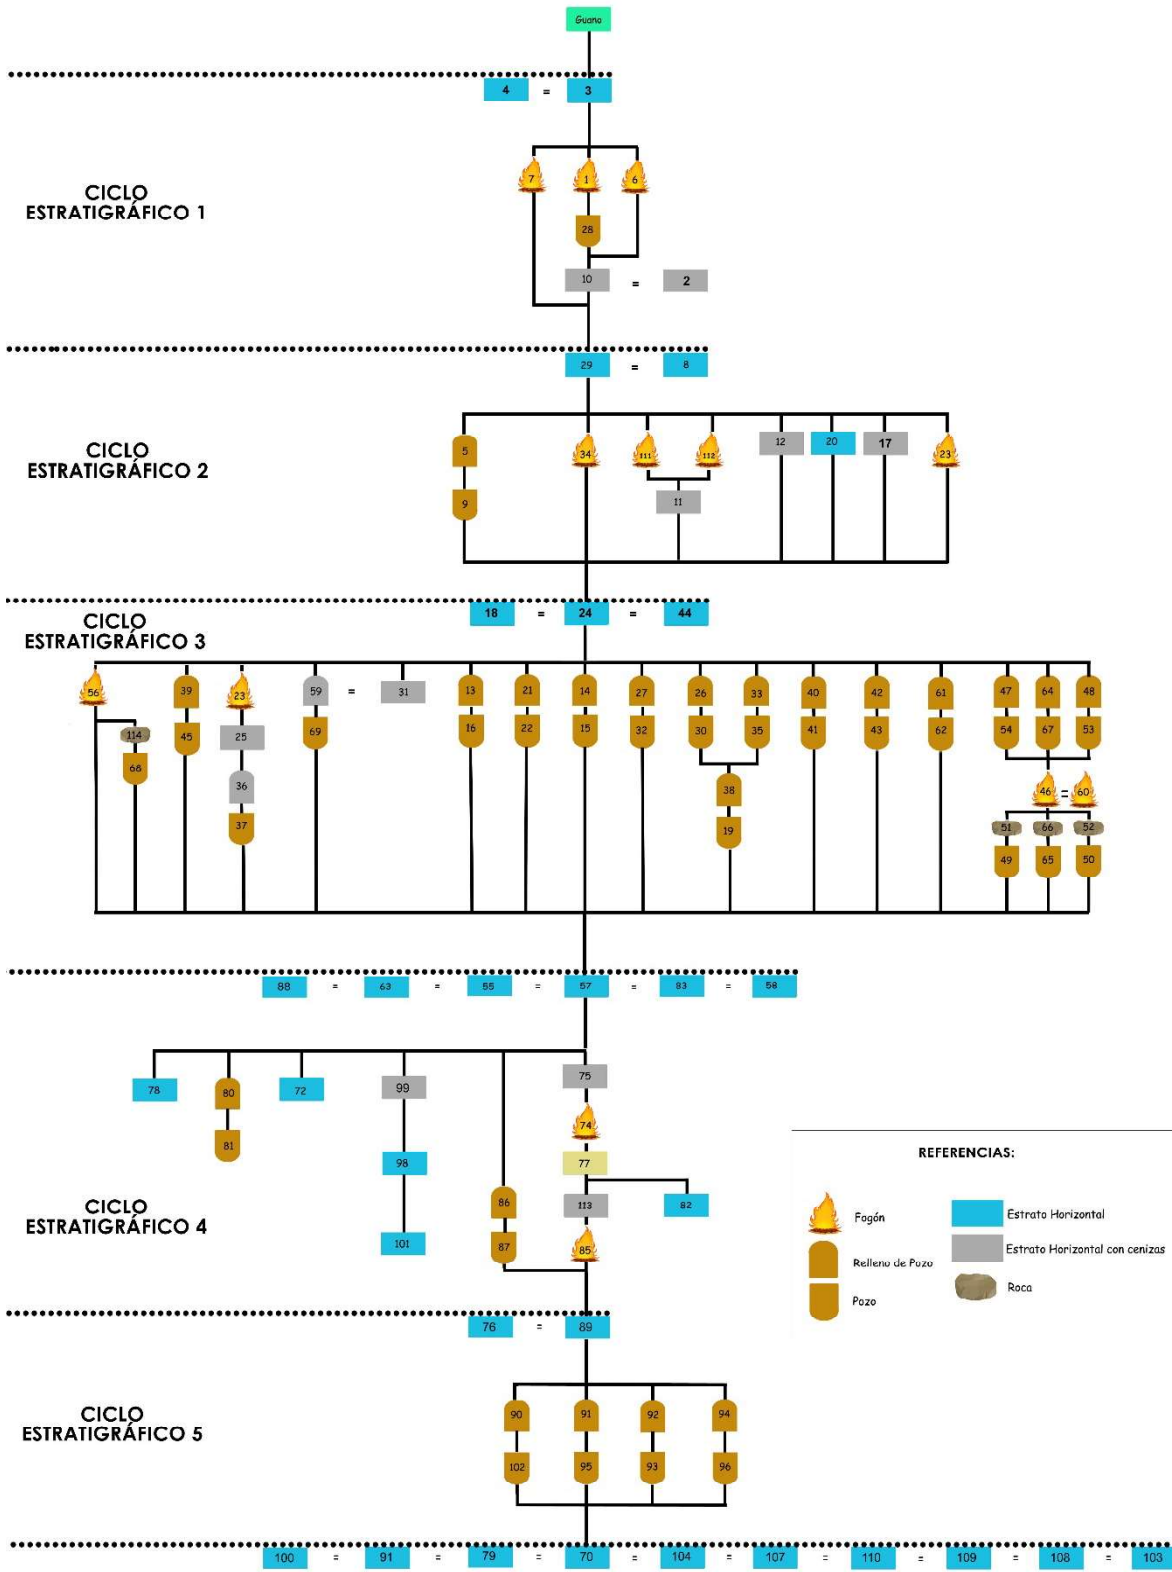 Guano
4 = 3
7 1 6
CICLO
ESTRATIGRÁFICO 1
28
10 = 2
29 = 8
CICLO
ESTRATIGRÁFICO 2
5 34 111 112 12 20 17 23
9 11
18 = 24 = 44
CICLO
ESTRATIGRÁFICO 3
56 39 23 59 = 31 13 21 14 27 26 33 40 42 61 47 64 48
114 45 25 69 16 22 15 32 30 35 41 43 62 54 67 53
68 36 38 46 = 60
37 19 51 66 52
49 65 50
88 = 63 = 55 = 57 = 83 = 58
78 80 72 99 75
81 74
98 77
CICLO
ESTRATIGRÁFICO 4
86 113 82
101 87 85
REFERENCIAS:
Fogón
Estrato Horizontal
Relleno de Pozo
Estrato Horizontal con cenizas
Pozo
Roca
76 = 89
CICLO
ESTRATIGRÁFICO 5
90 91 92 94
102 95 93 96
100 = 91 = 79 = 70 = 104 = 107 = 110 = 109 = 108 = 103